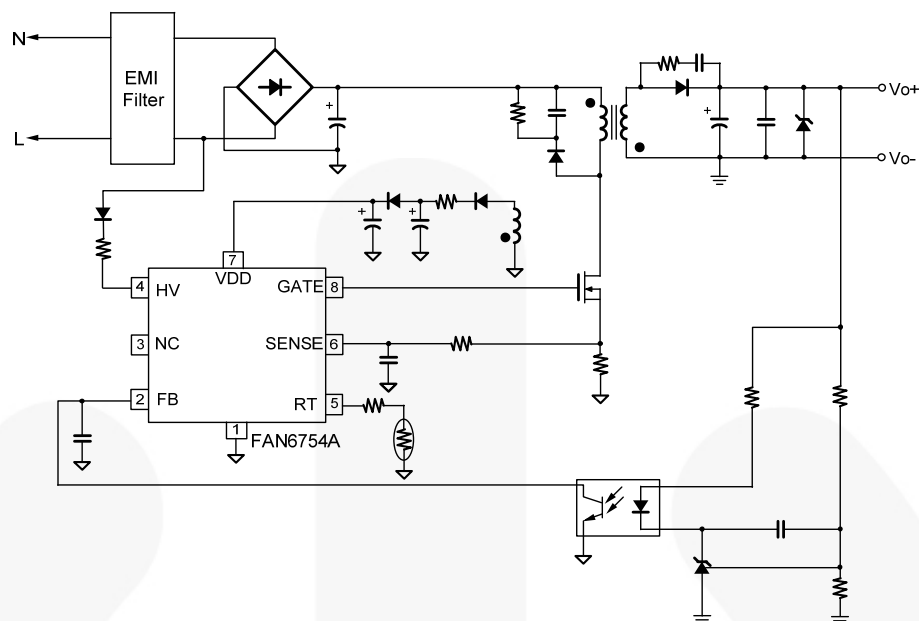 N
EMI
Filter
L
Vo+
Vo-
+
+
+
+
7
VDD
4 HV
GATE 8
3 NC
SENSE 6
2 FB
RT 5
1
FAN6754A